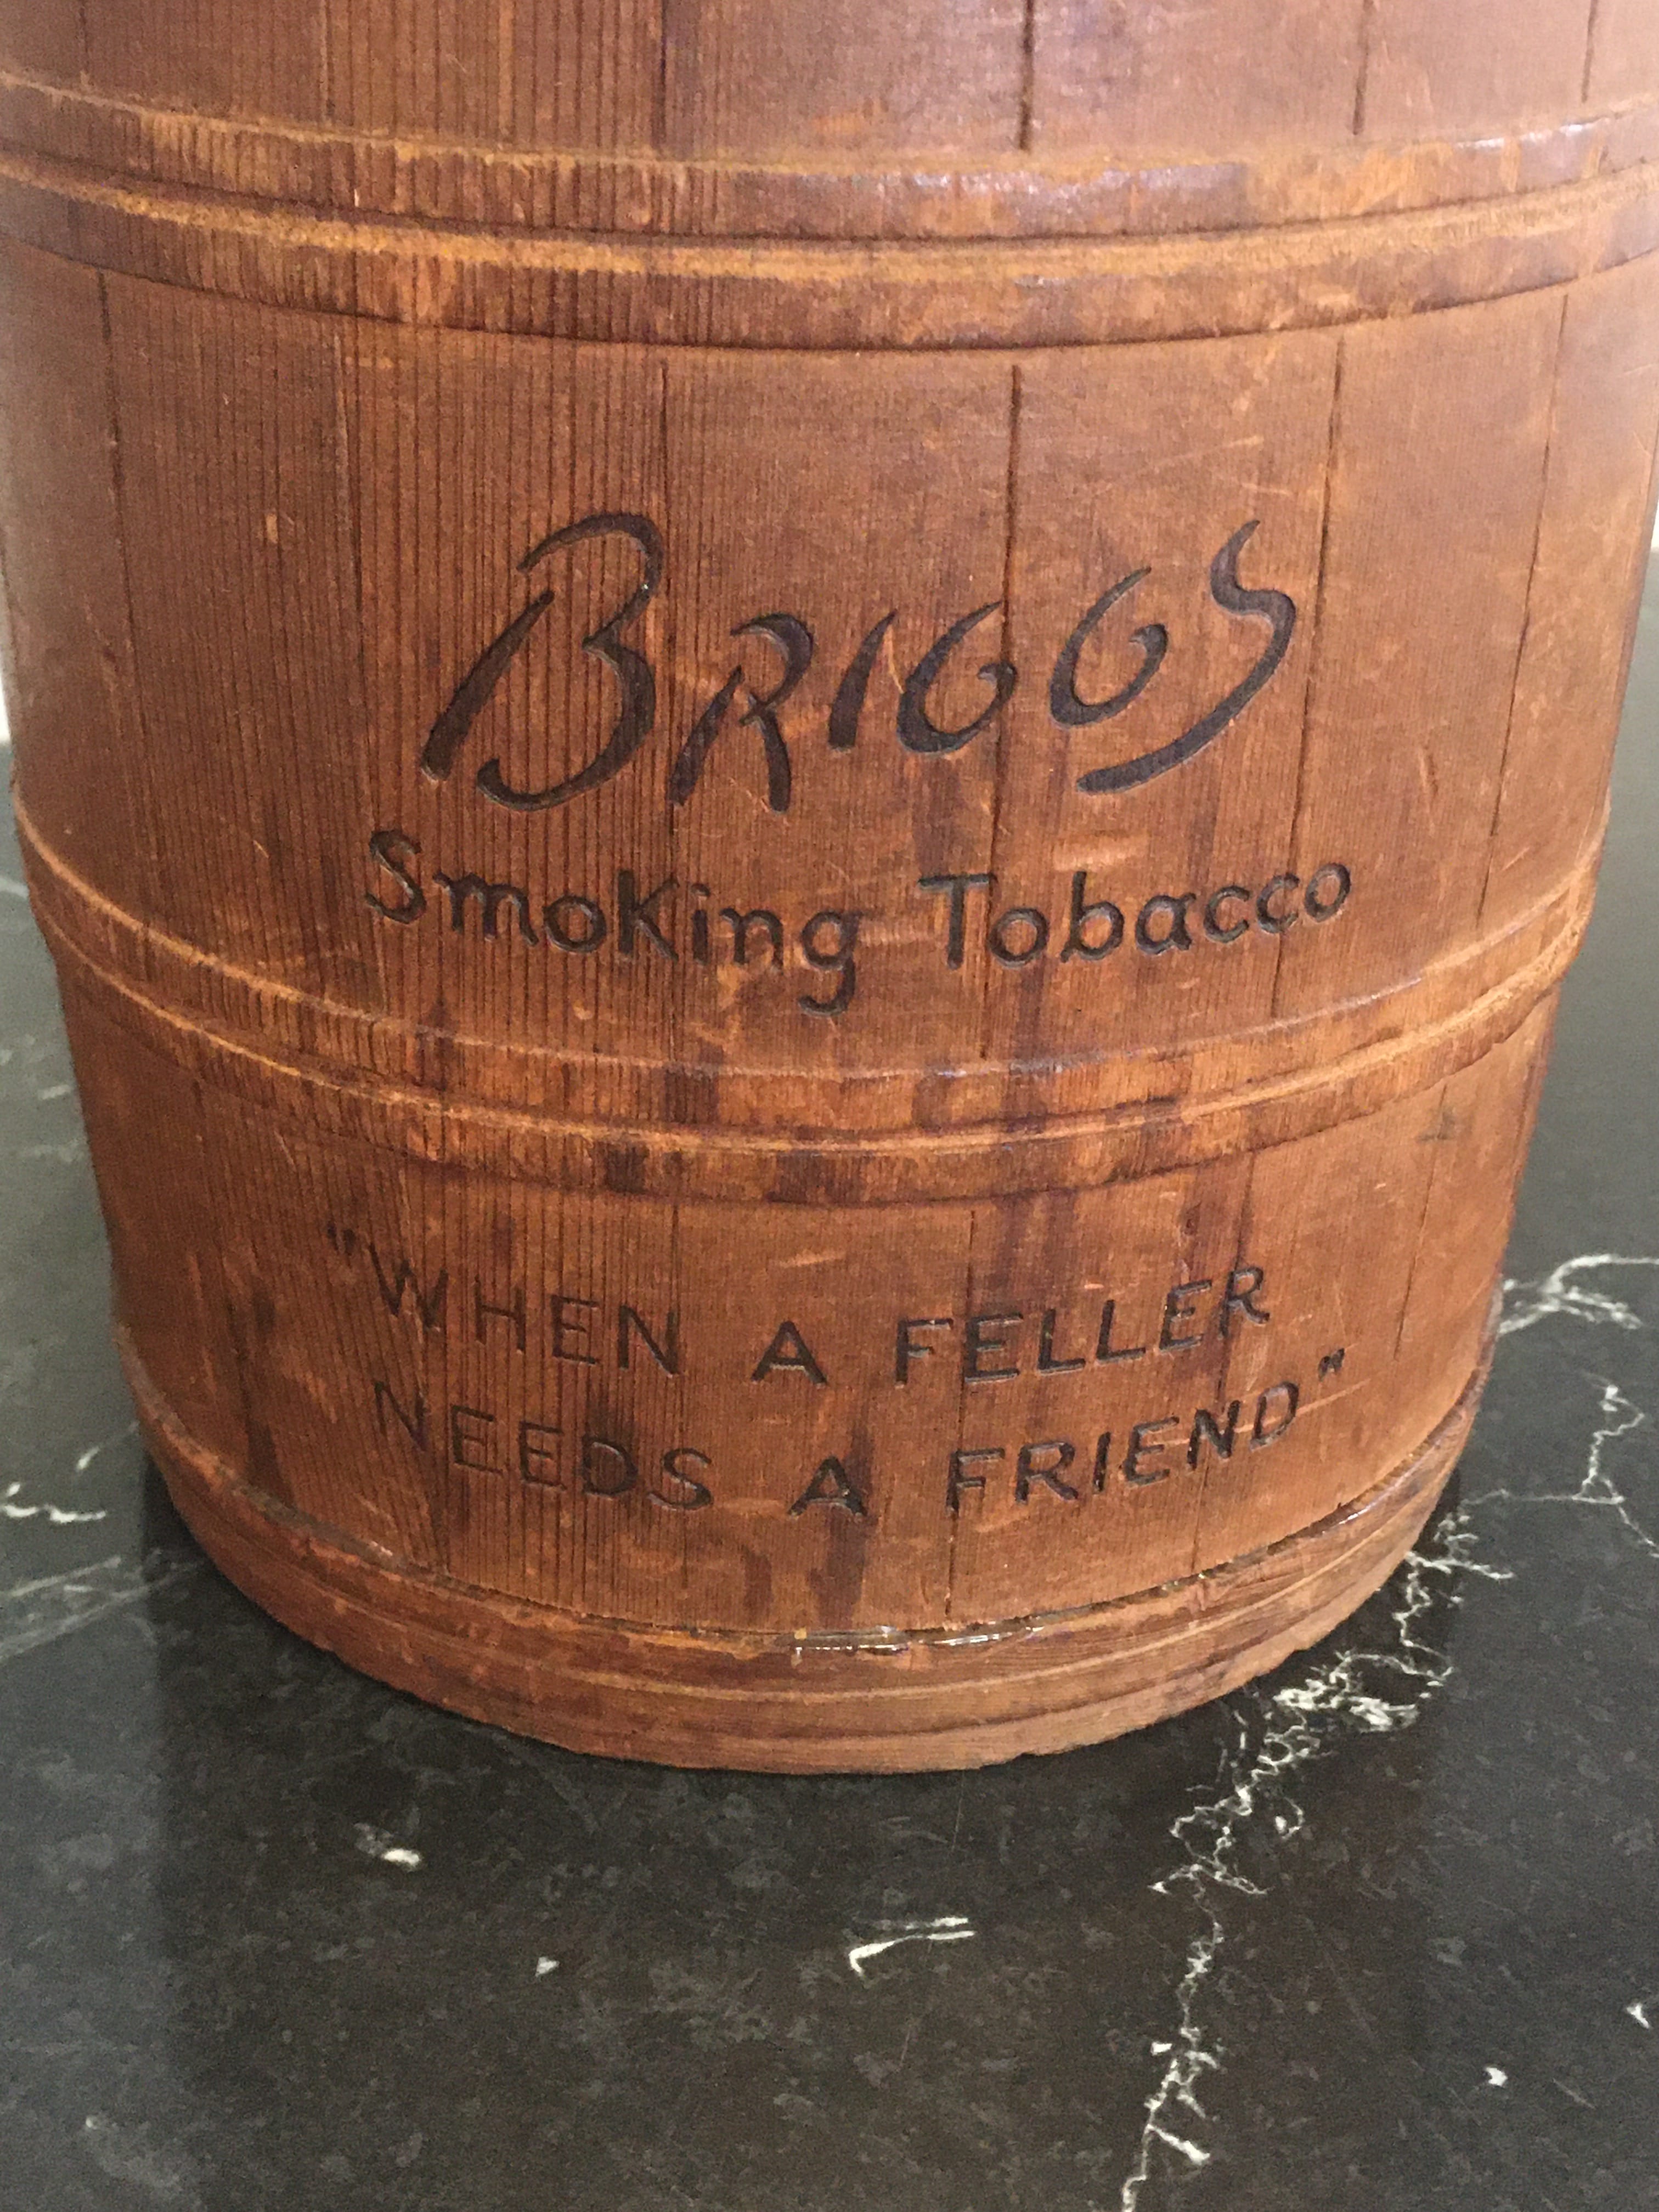 BRIGGS
Smoking Tobacco
"WHEN A FELLER
NEEDS A FRIEND"